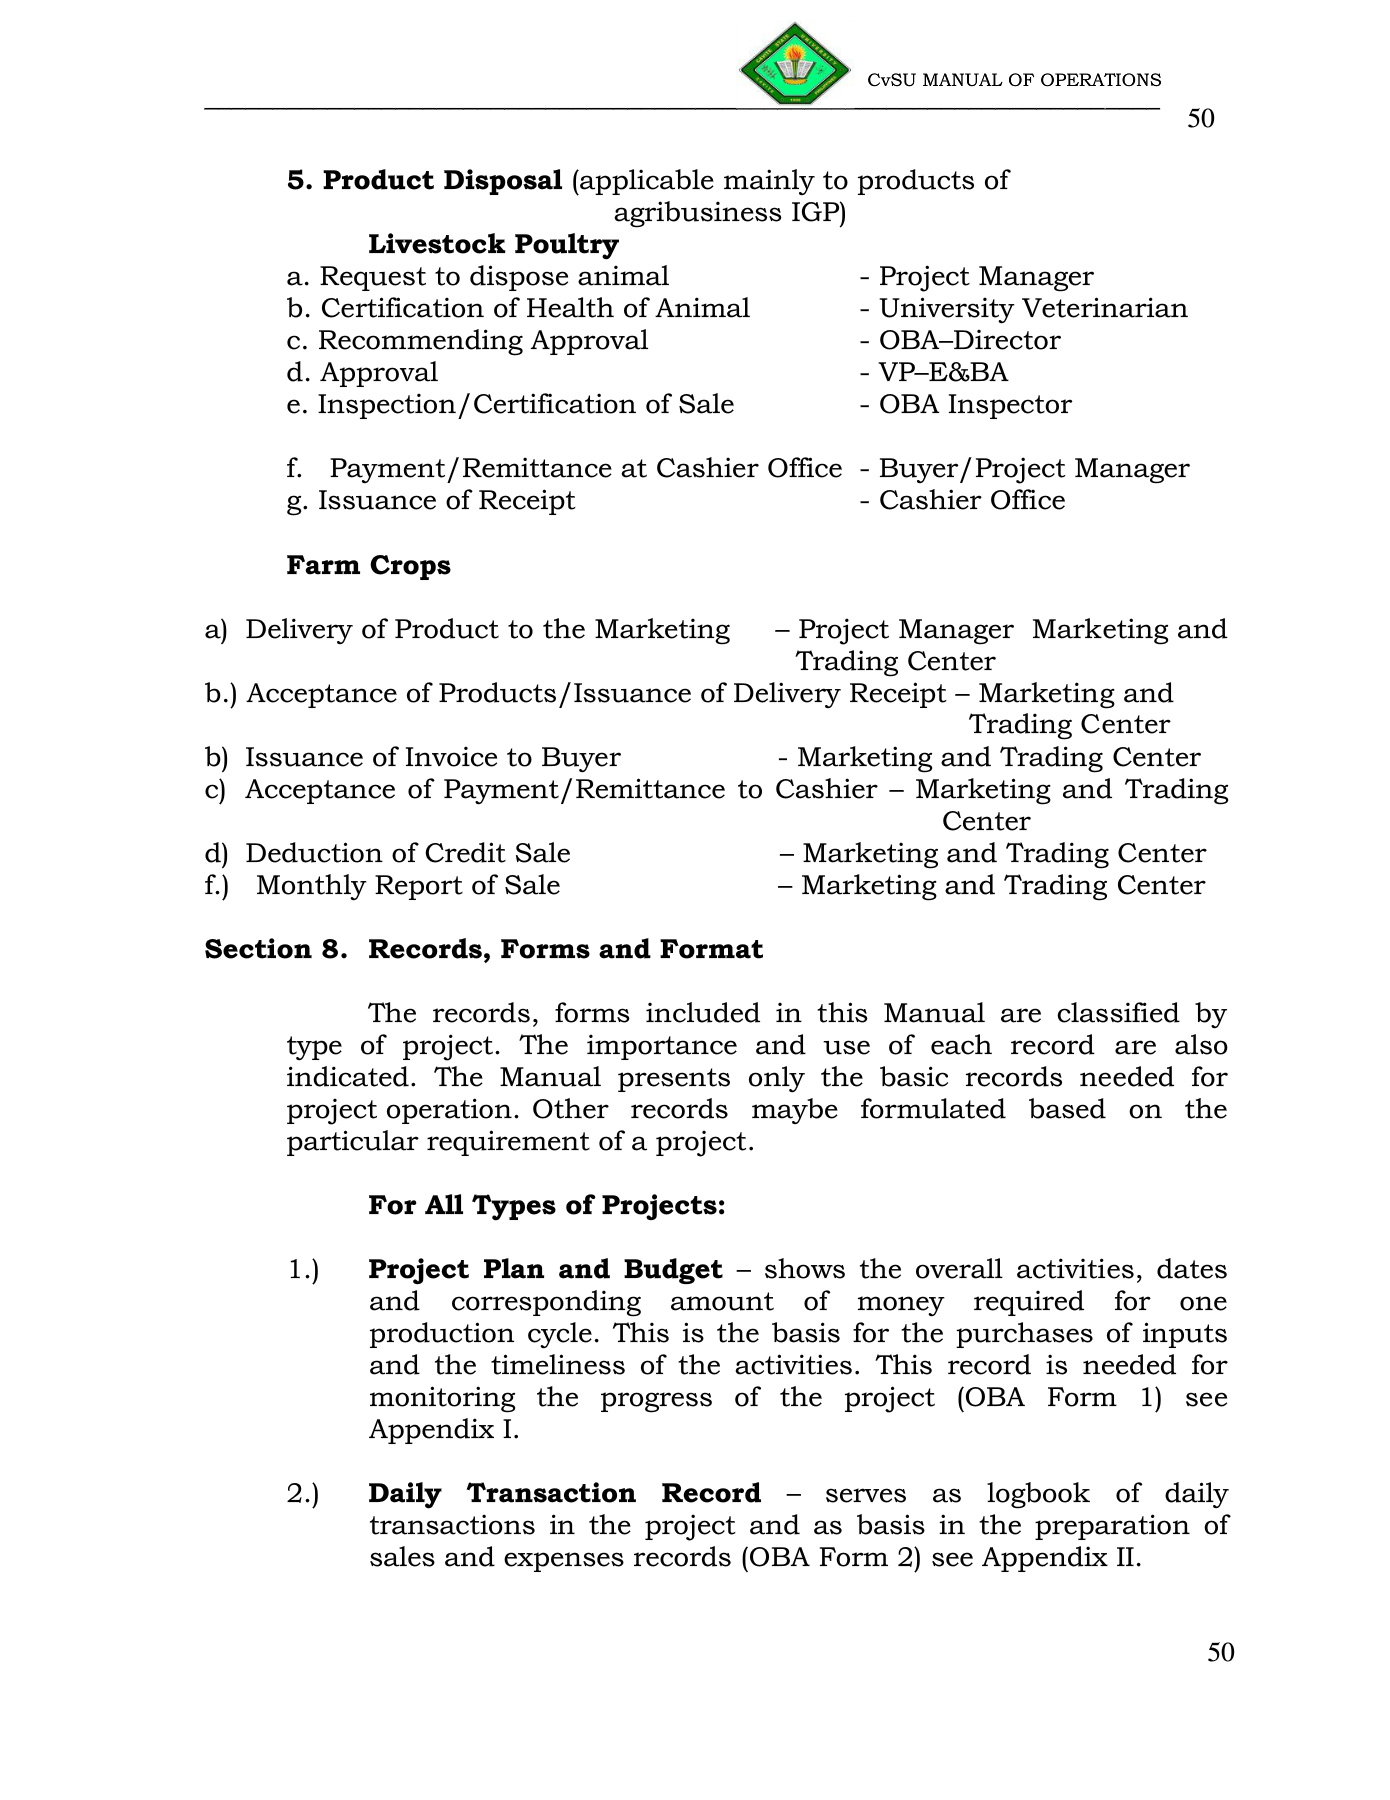 CvSU MANUAL OF OPERATIONS
50
5. Product Disposal (applicable mainly to products of
agribusiness IGP)
Livestock Poultry
a. Request to dispose animal - Project Manager
b. Certification of Health of Animal - University Veterinarian
c. Recommending Approval - OBA–Director
d. Approval - VP–E&BA
e. Inspection/Certification of Sale - OBA Inspector
f. Payment/Remittance at Cashier Office - Buyer/Project Manager
g. Issuance of Receipt - Cashier Office
Farm Crops
a) Delivery of Product to the Marketing – Project Manager Marketing and
Trading Center
b.) Acceptance of Products/Issuance of Delivery Receipt – Marketing and
Trading Center
b) Issuance of Invoice to Buyer - Marketing and Trading Center
c) Acceptance of Payment/Remittance to Cashier – Marketing and Trading
Center
d) Deduction of Credit Sale – Marketing and Trading Center
f.) Monthly Report of Sale – Marketing and Trading Center
Section 8. Records, Forms and Format
The records, forms included in this Manual are classified by
type of project. The importance and use of each record are also
indicated. The Manual presents only the basic records needed for
project operation. Other records maybe formulated based on the
particular requirement of a project.
For All Types of Projects:
1.) Project Plan and Budget – shows the overall activities, dates
and corresponding amount of money required for one
production cycle. This is the basis for the purchases of inputs
and the timeliness of the activities. This record is needed for
monitoring the progress of the project (OBA Form 1) see
Appendix I.
2.) Daily Transaction Record – serves as logbook of daily
transactions in the project and as basis in the preparation of
sales and expenses records (OBA Form 2) see Appendix II.
50